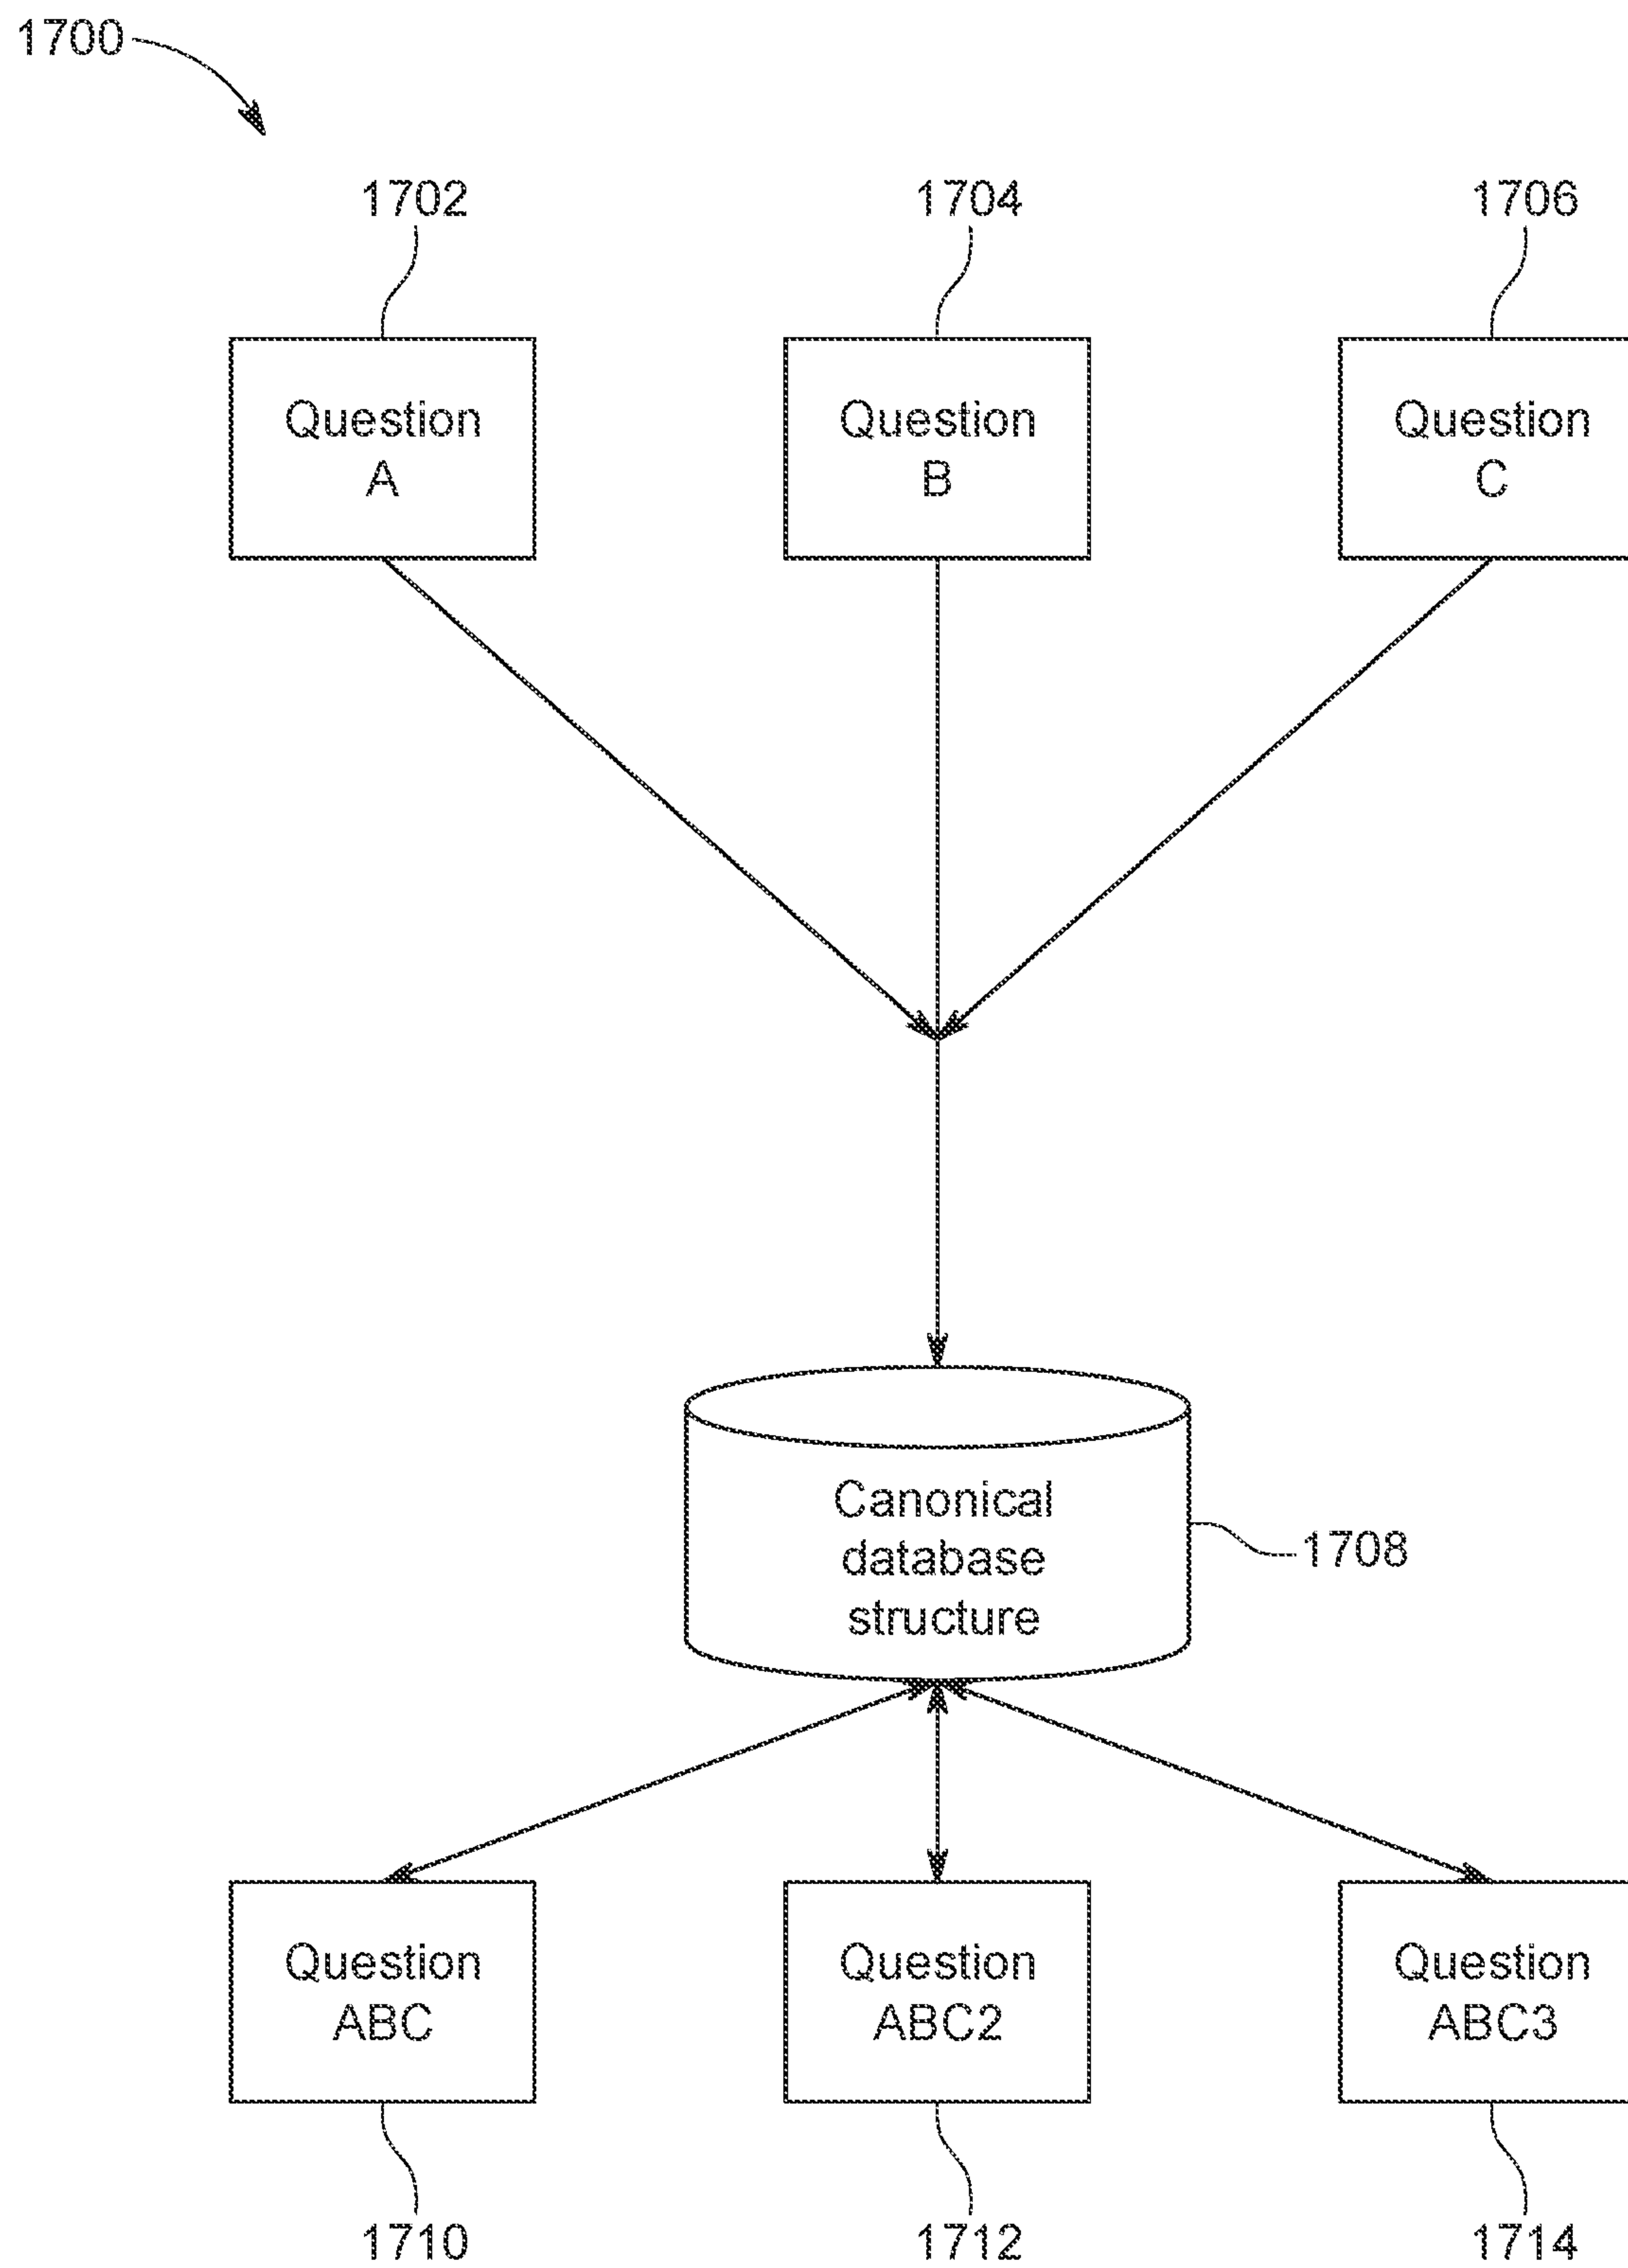 1700
1702
1704
1706
Question
A
Question
B
Question
C
Canonical
database
structure
1708
Question
ABC
Question
ABC2
Question
ABC3
1710
1712
1714